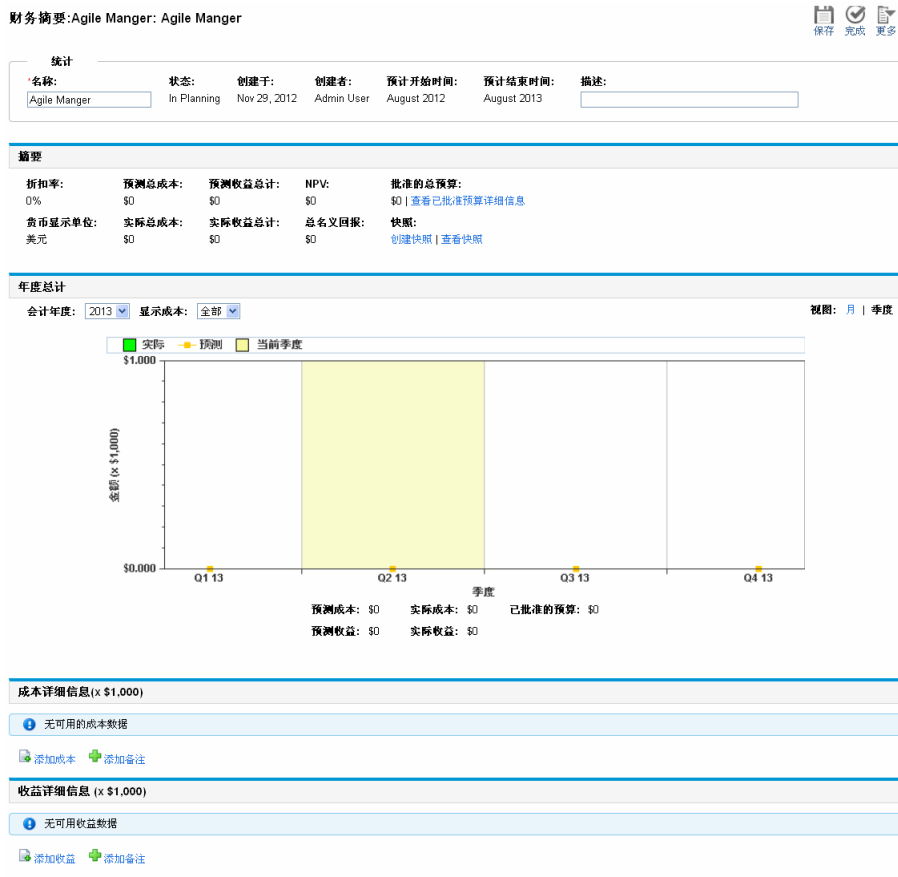 财务摘要:Agile Manger: Agile Manger
保存 完成 更多
统计
*名称: 状态: 创建于: 创建者: 预计开始时间: 预计结束时间: 描述:
Agile Manger In Planning Nov 29, 2012 Admin User August 2012 August 2013
摘要
折扣率: 预测总成本: 预测收益总计: NPV: 批准的总预算:
0% $0 $0 $0 $0 | 查看已批准预算详细信息
货币显示单位: 实际总成本: 实际收益总计: 总名义回报: 快照:
美元 $0 $0 $0 创建快照 | 查看快照
年度总计
会计年度: 2013 显示成本: 全部 视图: 月 | 季度
实际 预测 当前季度
$1.000
金额 (x $1,000)
$0.000
Q1 13 Q2 13 Q3 13 Q4 13
季度
预测成本: $0 实际成本: $0 已批准的预算: $0
预测收益: $0 实际收益: $0
成本详细信息(x $1,000)
无可用的成本数据
添加成本 添加备注
收益详细信息 (x $1,000)
无可用收益数据
添加收益 添加备注